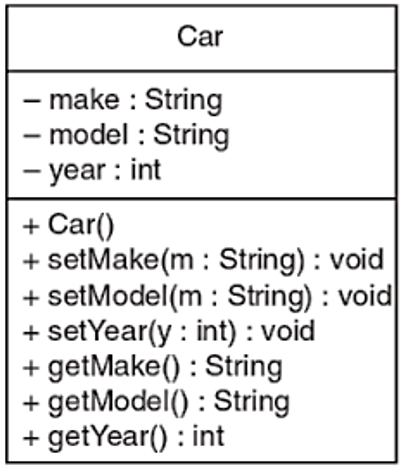 Car
– make : String
– model : String
– year : int
+ Car()
+ setMake(m : String) : void
+ setModel(m : String) : void
+ setYear(y : int) : void
+ getMake() : String
+ getModel() : String
+ getYear() : int